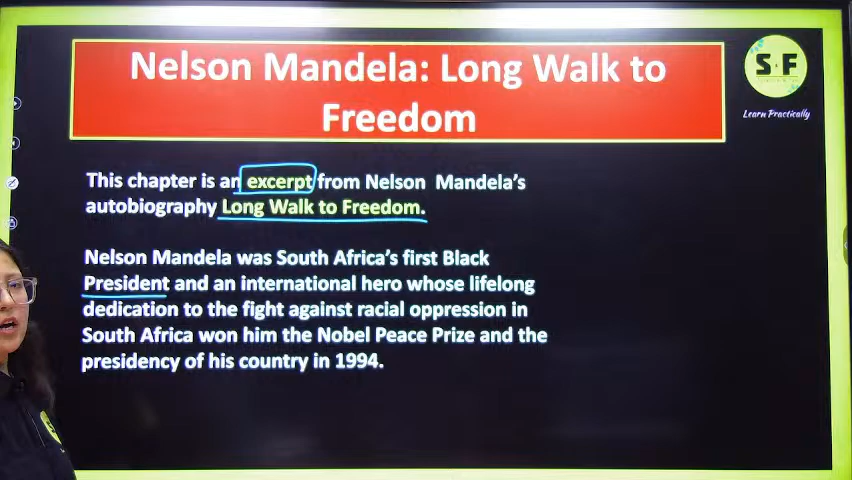 Nelson Mandela: Long Walk to
Freedom
S F
Learn Practically
This chapter is an excerpt from Nelson Mandela's
autobiography Long Walk to Freedom.
Nelson Mandela was South Africa's first Black
President and an international hero whose lifelong
dedication to the fight against racial oppression in
South Africa won him the Nobel Peace Prize and the
presidency of his country in 1994.